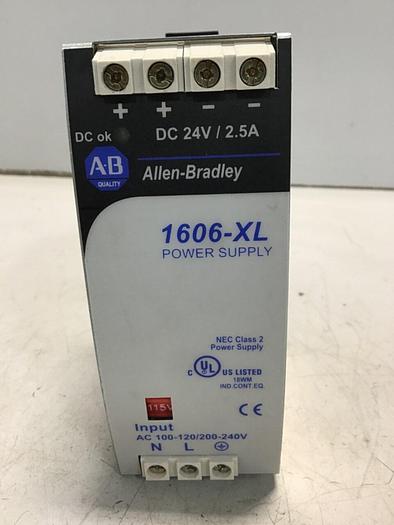 + + - -
DC ok DC 24V / 2.5A
A·B
QUALITY
Allen-Bradley
1606-XL
POWER SUPPLY
NEC Class 2
Power Supply
C UL US LISTED
18WM
IND.CONT.EQ.
115V
CE
Input
AC 100-120/200-240V
N L